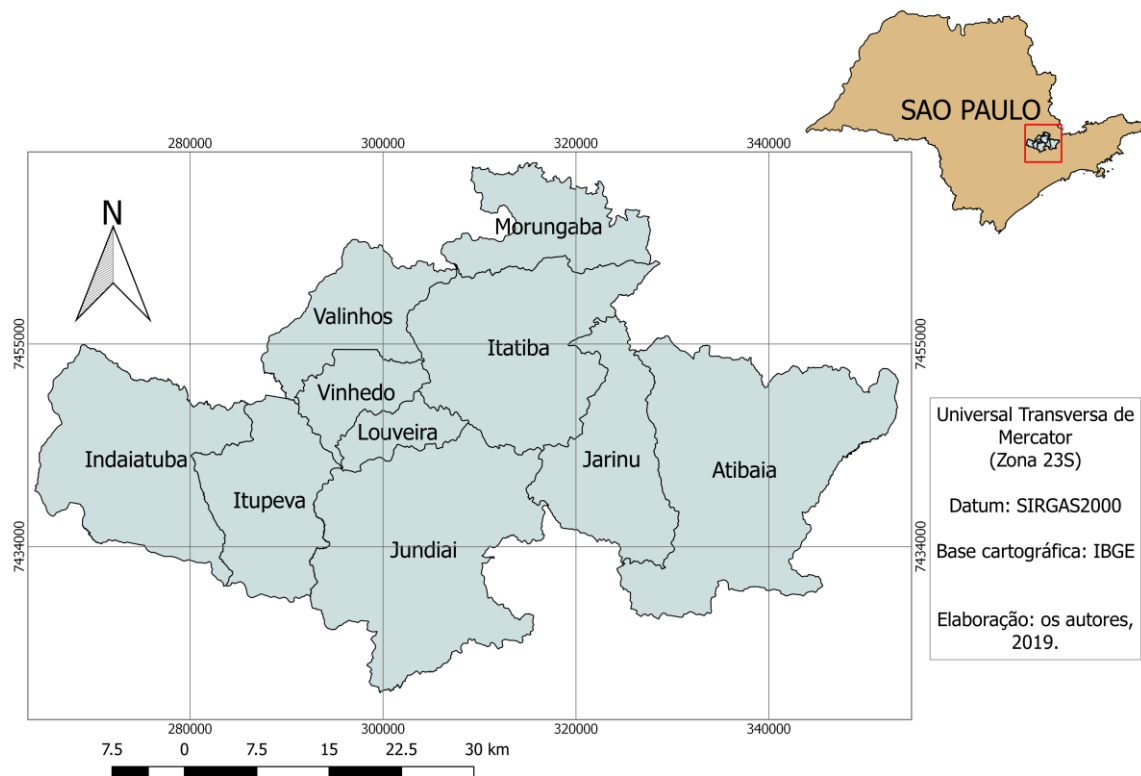 SAO PAULO
280000
300000
320000
340000
N
Morungaba
Valinhos
Itatiba
7455000
7455000
Vinhedo
Louveira
Indaiatuba
Itupeva
Jarinu
Atibaia
Jundiai
7434000
7434000
Universal Transversa de
Mercator
(Zona 23S)
Datum: SIRGAS2000
Base cartográfica: IBGE
Elaboração: os autores,
2019.
280000
300000
320000
340000
7.5 0 7.5 15 22.5 30 km